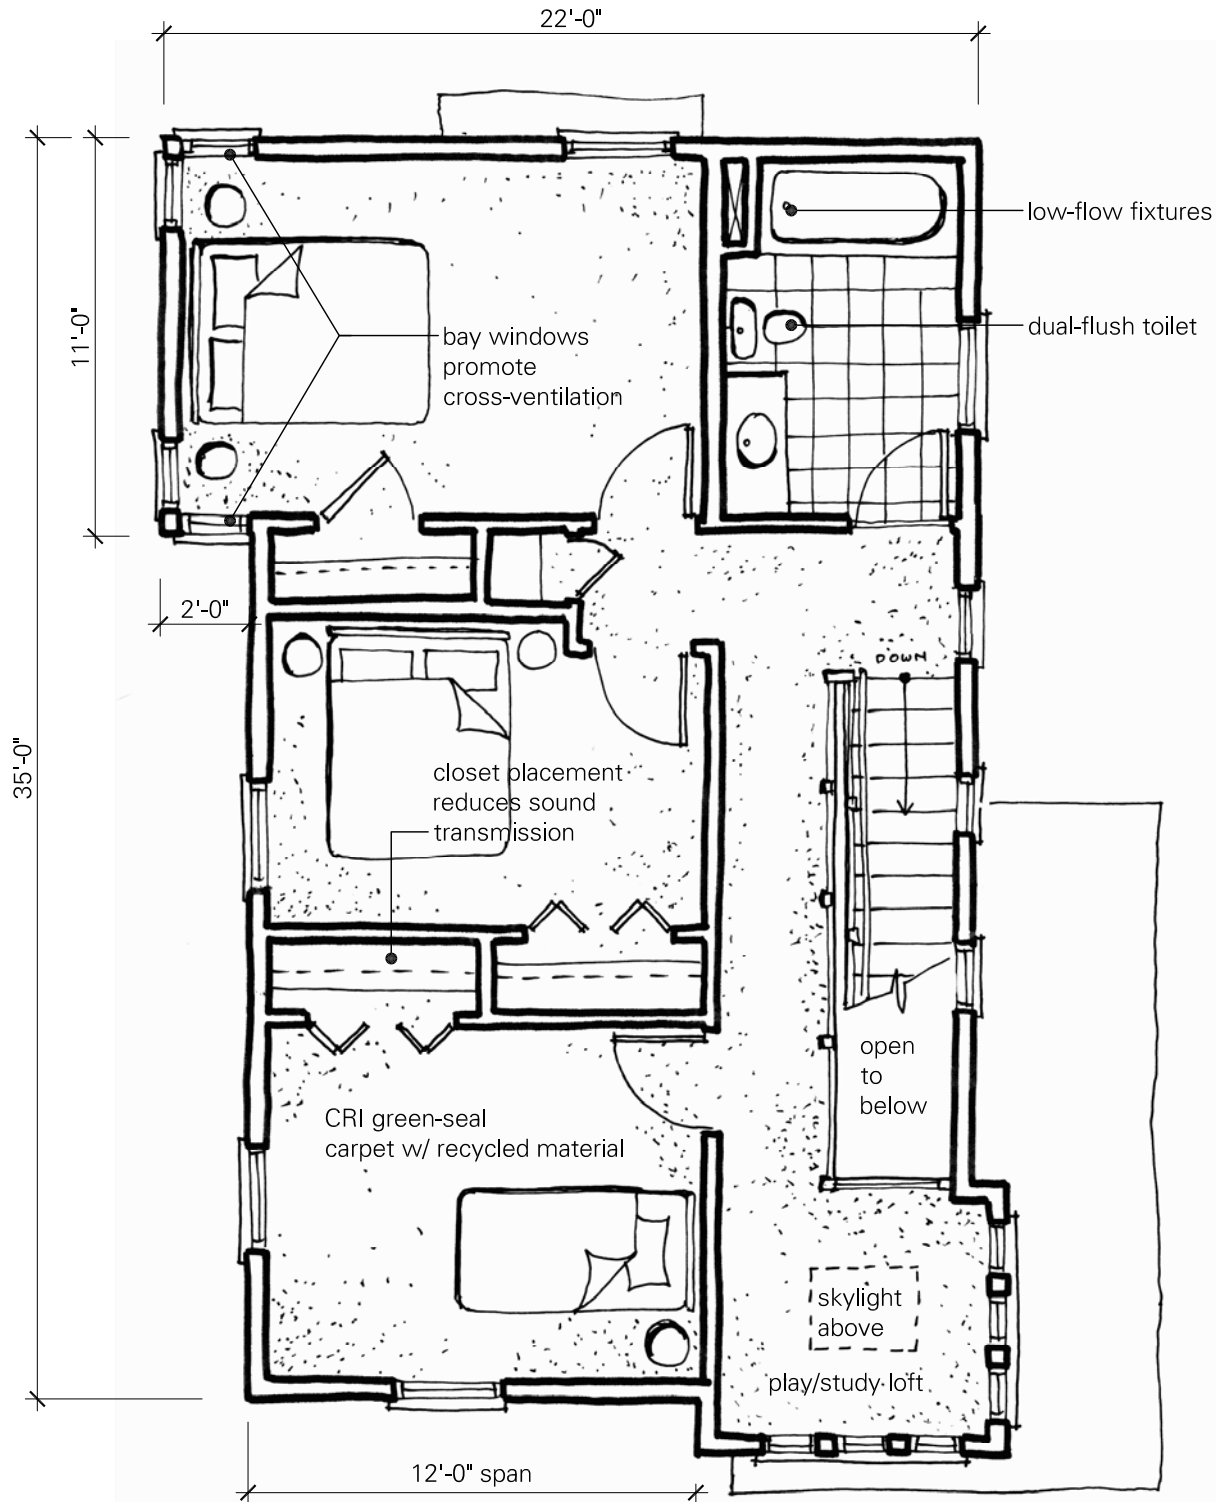 22'-0"
low-flow fixtures
11'-0"
bay windows
promote
cross-ventilation
dual-flush toilet
2'-0"
DOWN
35'-0"
closet placement
reduces sound
transmission
open
to
below
CRI green-seal
carpet w/ recycled material
skylight
above
play/study loft
12'-0" span